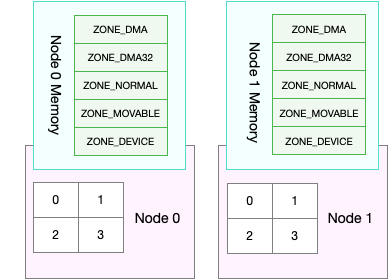 Node 0 Memory
ZONE_DMA
ZONE_DMA32
ZONE_NORMAL
ZONE_MOVABLE
ZONE_DEVICE
0 1
2 3
Node 0
Node 1 Memory
ZONE_DMA
ZONE_DMA32
ZONE_NORMAL
ZONE_MOVABLE
ZONE_DEVICE
0 1
2 3
Node 1